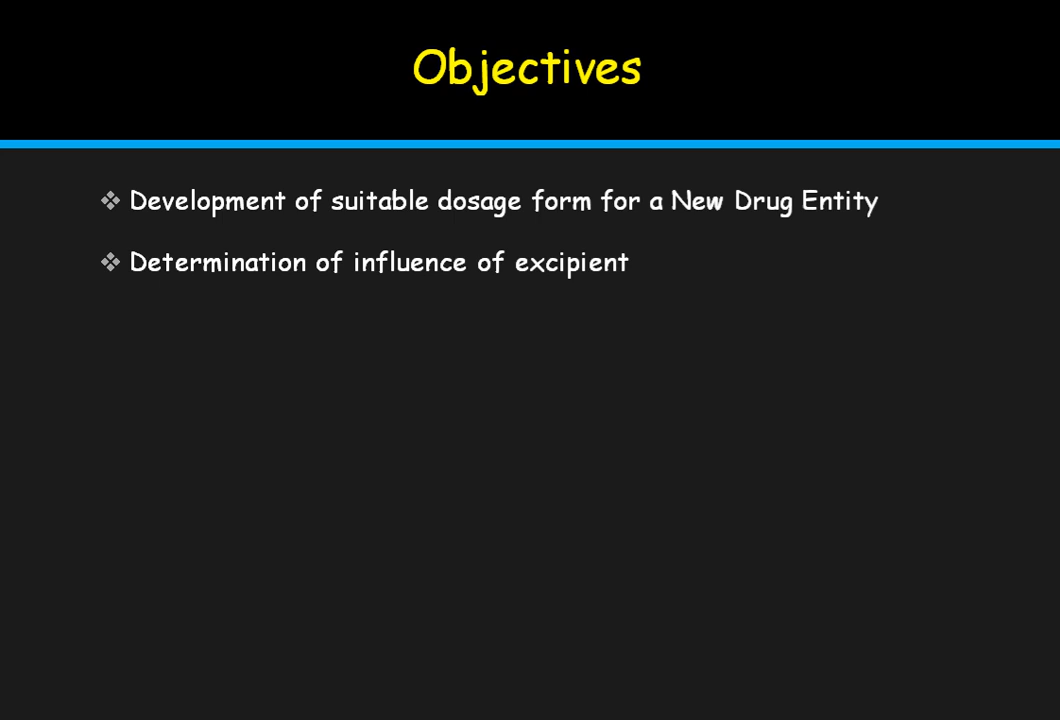 Objectives
❖ Development of suitable dosage form for a New Drug Entity
❖ Determination of influence of excipient